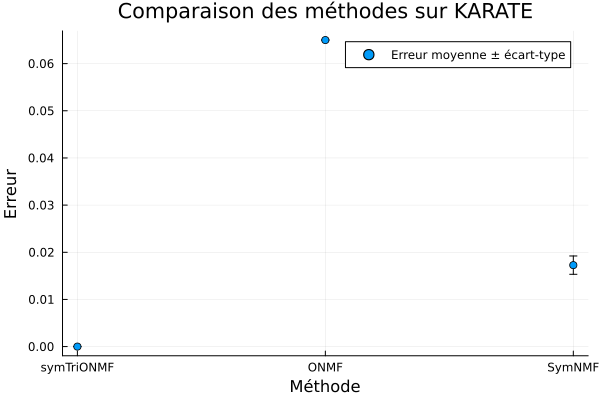 Comparaison des méthodes sur KARATE
Erreur moyenne ± écart-type
Erreur
0.06
0.05
0.04
0.03
0.02
0.01
0.00
symTriONMF ONMF SymNMF
Méthode